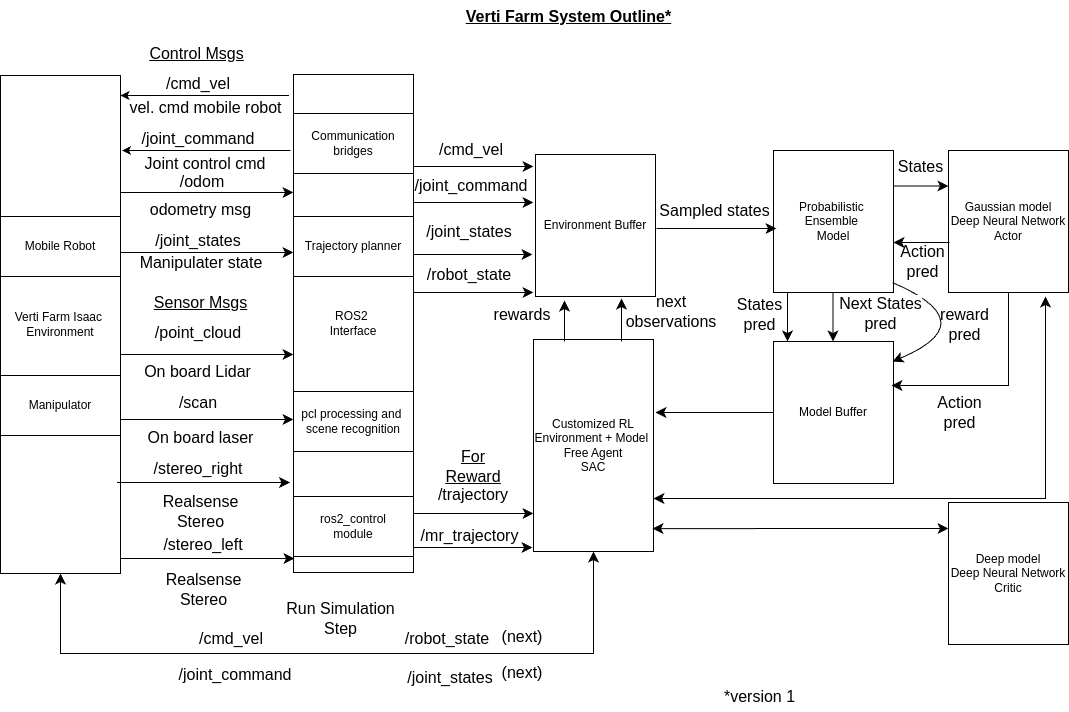 Verti Farm System Outline*
Control Msgs
/cmd_vel
vel. cmd mobile robot
/joint_command
Joint control cmd
/odom
odometry msg
/joint_states
Manipulater state
Sensor Msgs
/point_cloud
On board Lidar
/scan
On board laser
/stereo_right
Realsense
Stereo
/stereo_left
Realsense
Stereo
Mobile Robot
Verti Farm Isaac
Environment
Manipulator
Communication
bridges
Trajectory planner
ROS2
Interface
pcl processing and
scene recognition
ros2_control
module
/cmd_vel
/joint_command
/joint_states
/robot_state
For
Reward
/trajectory
/mr_trajectory
Environment Buffer
rewards
next
observations
Customized RL
Environment + Model
Free Agent
SAC
Sampled states
Probabilistic
Ensemble
Model
States
Action
pred
Gaussian model
Deep Neural Network
Actor
States
pred
Next States
pred
reward
pred
Model Buffer
Action
pred
Deep model
Deep Neural Network
Critic
Run Simulation
Step
/cmd_vel
/robot_state
(next)
/joint_command
/joint_states
(next)
*version 1